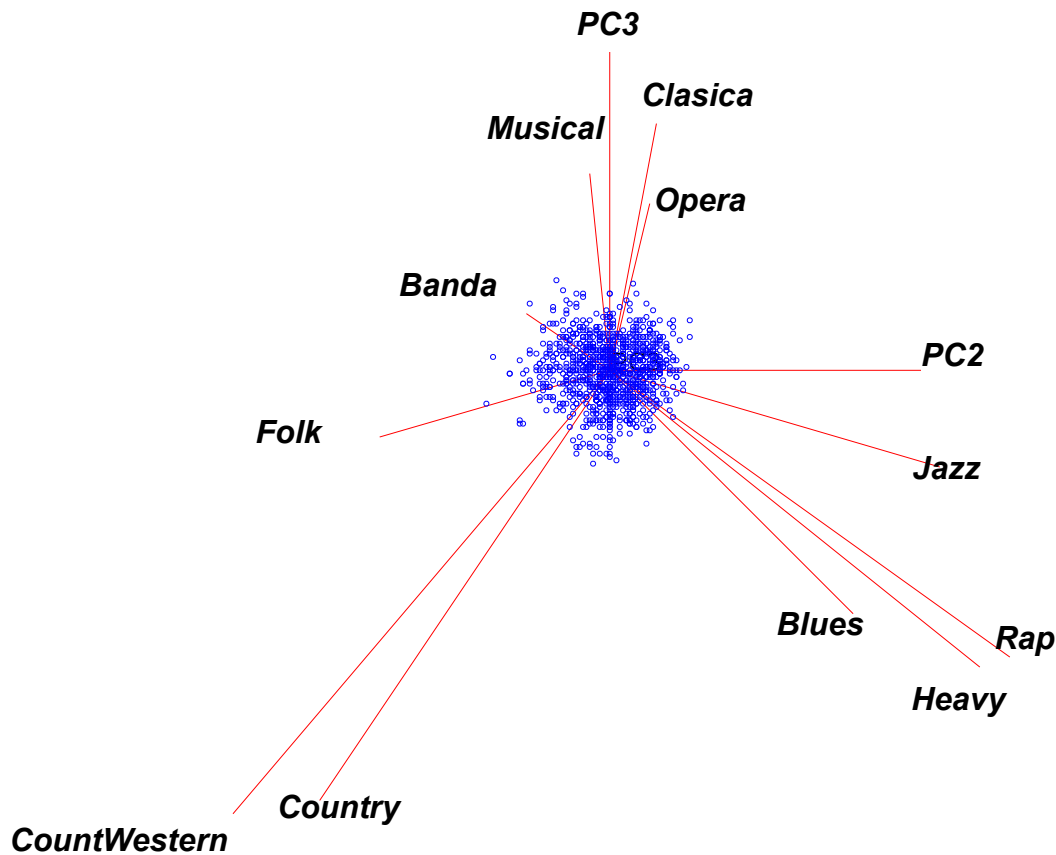 PC3
Clasica
Musical
Opera
Banda
PC2
Folk
Jazz
Blues
Rap
Heavy
Country
CountWestern